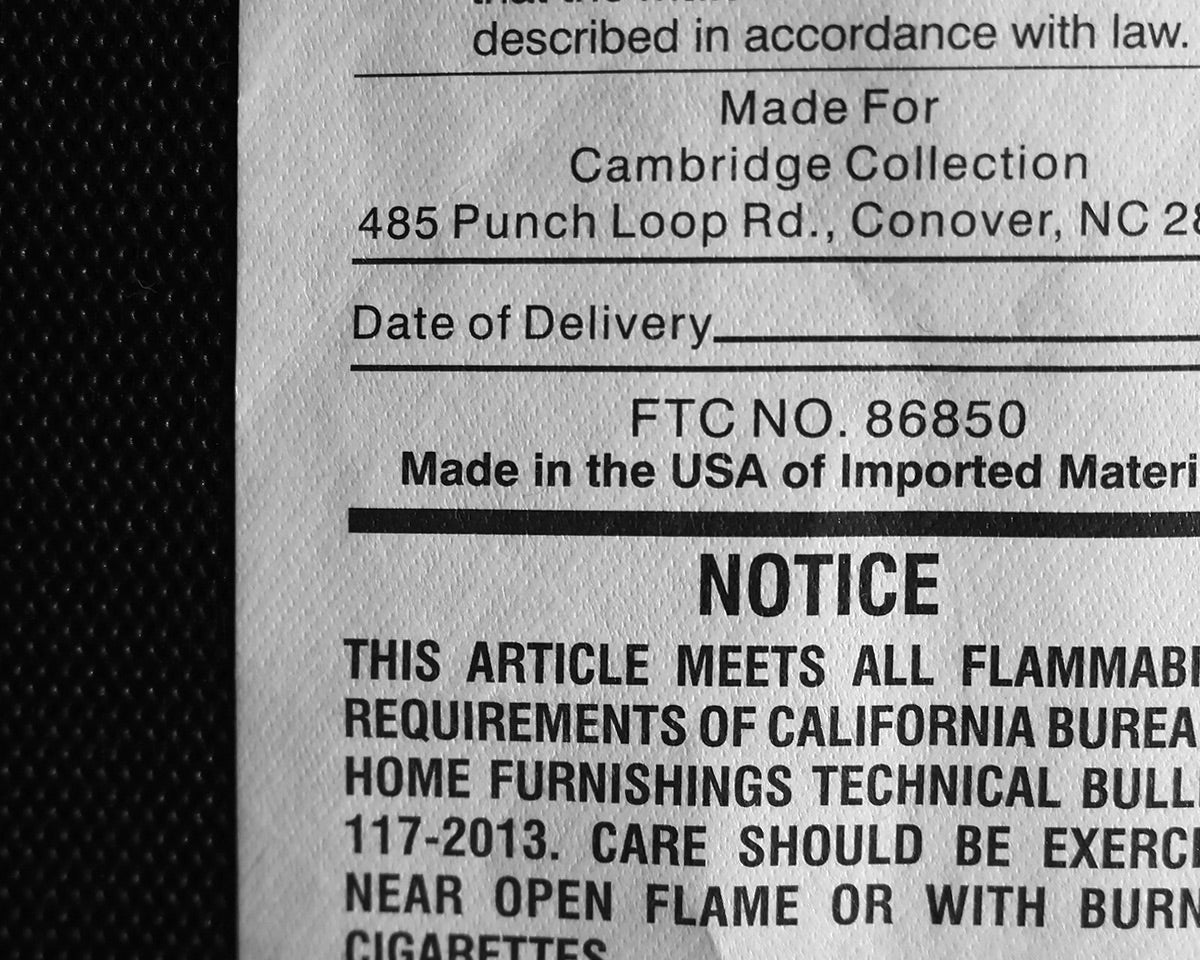 described in accordance with law.
Made For
Cambridge Collection
485 Punch Loop Rd., Conover, NC
Date of Delivery
FTC NO. 86850
Made in the USA of Imported
NOTICE
THIS ARTICLE MEETS ALL
REQUIREMENTS OF CALIFORNIA
HOME FURNISHINGS TECHNICAL
117-2013. CARE SHOULD BE
NEAR OPEN FLAME OR WITH
CIGARETTES